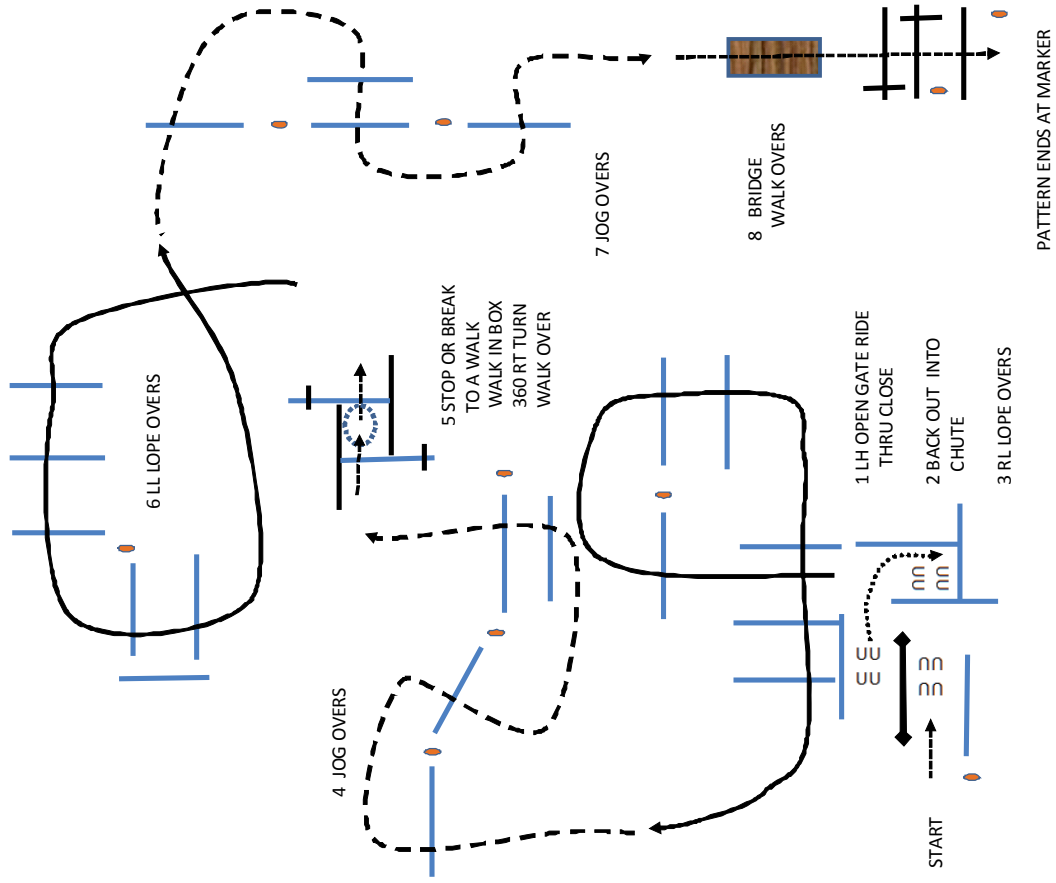 START
1 LH OPEN GATE RIDE
THRU CLOSE
2 BACK OUT INTO
CHUTE
3 RL LOPE OVERS
4 JOG OVERS
5 STOP OR BREAK
TO A WALK
WALK IN BOX
360 RT TURN
WALK OVER
6 LL LOPE OVERS
7 JOG OVERS
8 BRIDGE
WALK OVERS
PATTERN ENDS AT MARKER